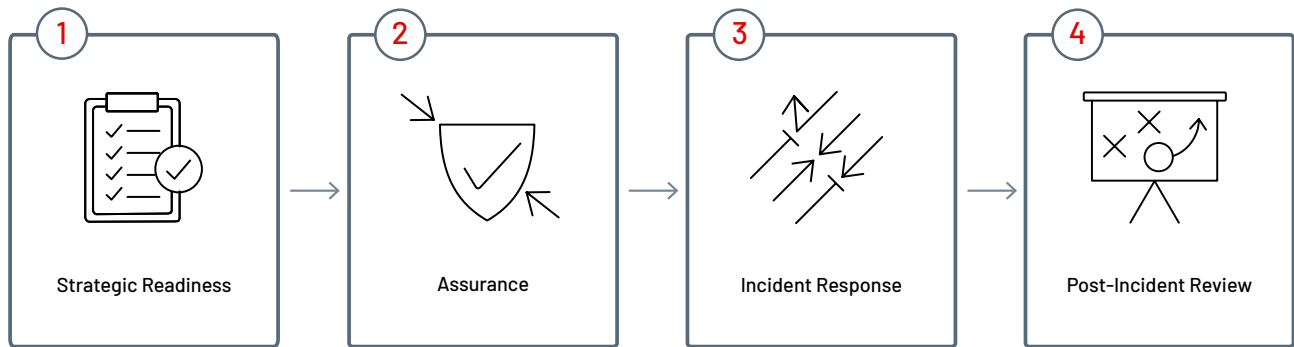 1
Strategic Readiness
2
Assurance
3
Incident Response
4
Post-Incident Review